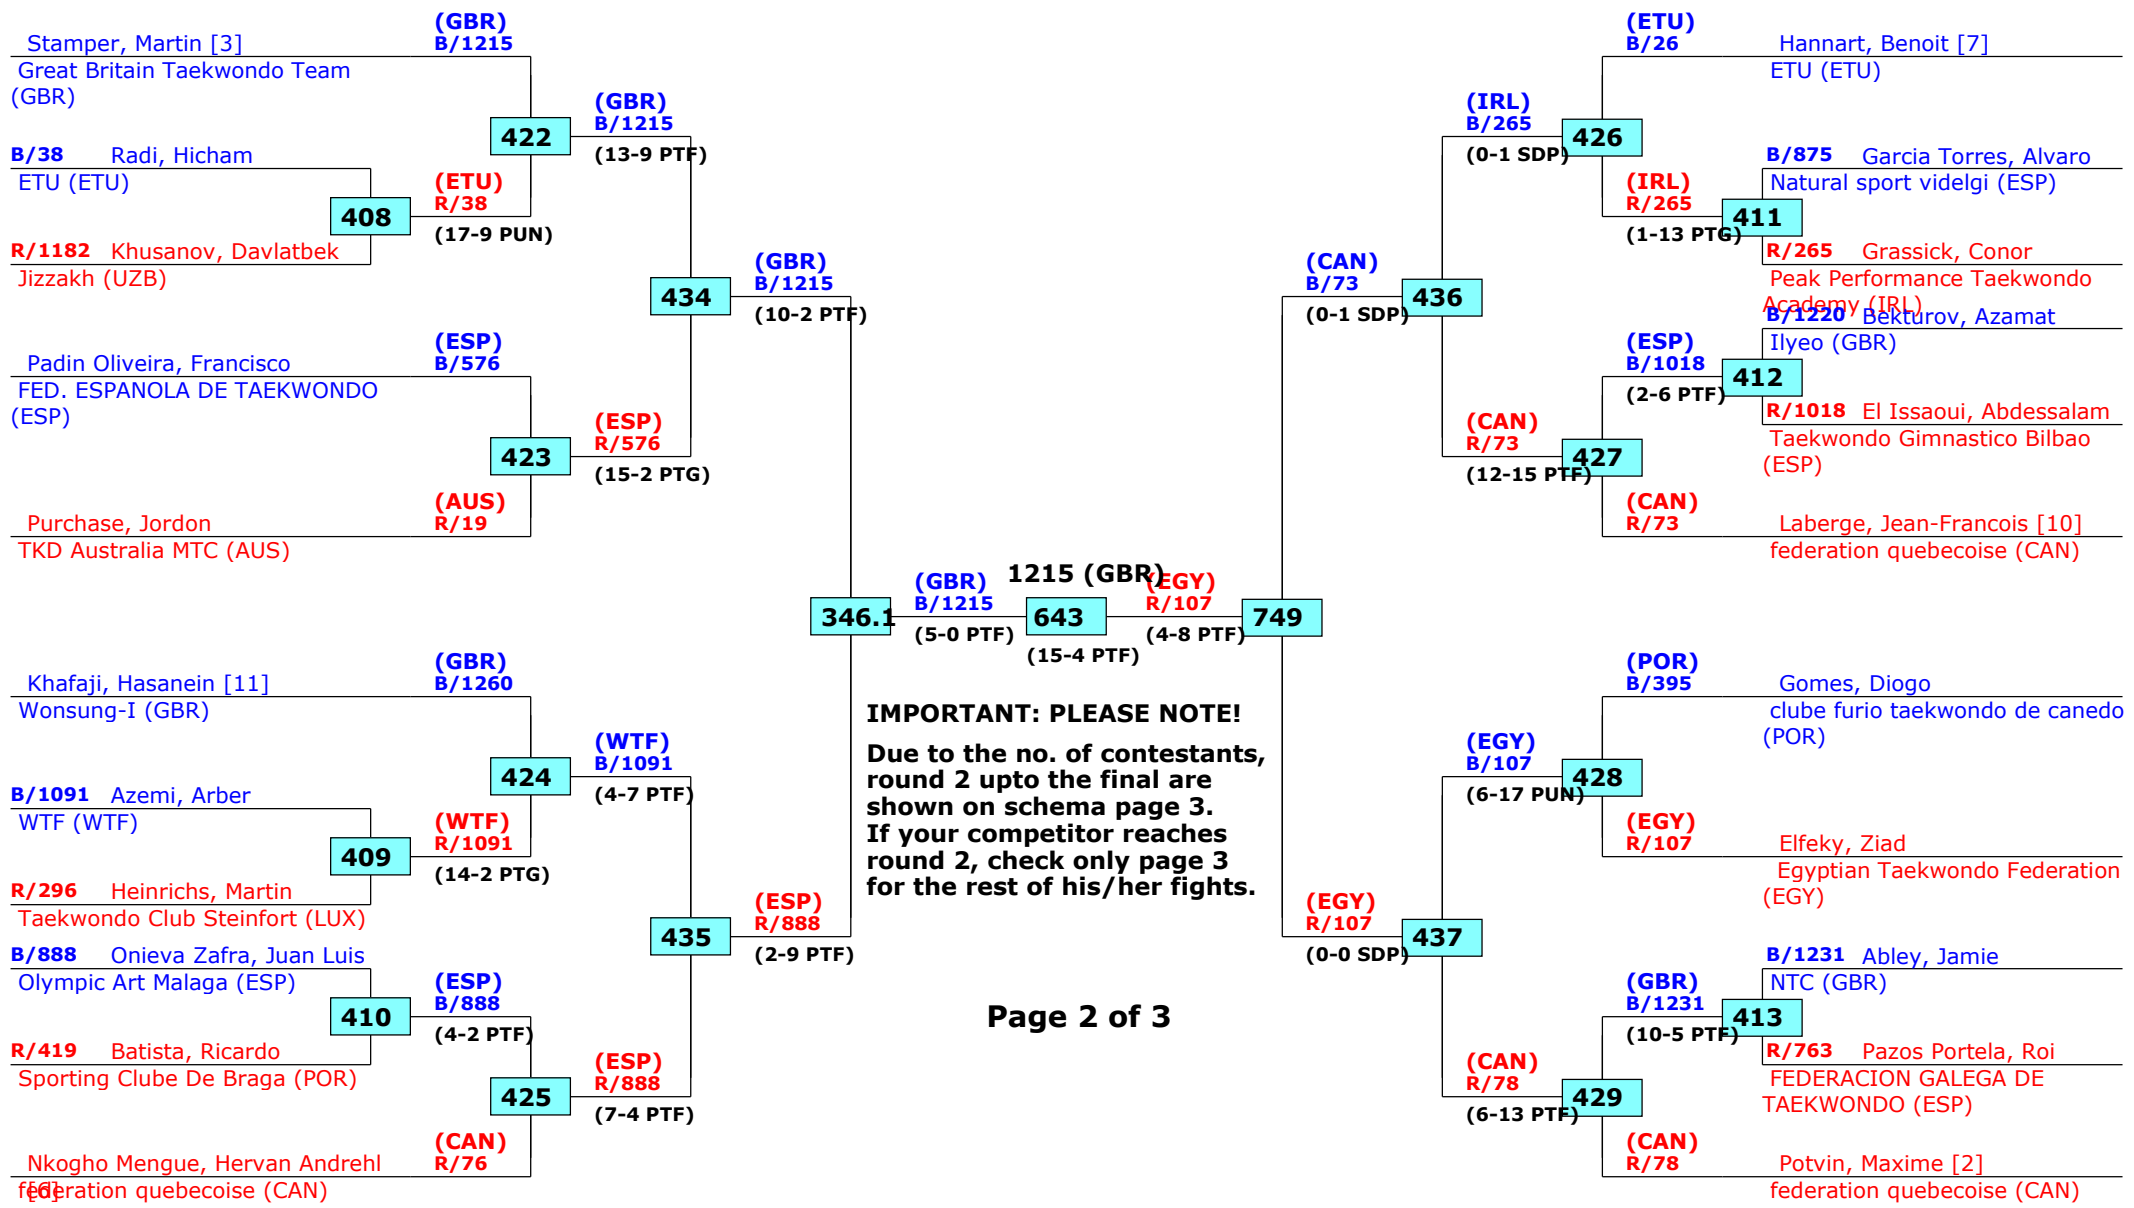 (GBR)
Stamper, Martin [3] B/1215
Great Britain Taekwondo Team
(GBR)
(GBR)
B/1215
422
(13-9 PTF)
B/38 Radi, Hicham
ETU (ETU)
(ETU)
408 R/38
(17-9 PUN)
R/1182 Khusanov, Davlatbek
Jizzakh (UZB)
(GBR)
434 B/1215
(10-2 PTF)
(ESP)
Padin Oliveira, Francisco B/576
FED. ESPANOLA DE TAEKWONDO
(ESP)
(ESP)
R/576
423
(15-2 PTG)
(AUS)
Purchase, Jordon R/19
TKD Australia MTC (AUS)
346.1
(GBR)
B/1215
(5-0 PTF)
1215 (GBR)
643
(15-4 PTF)
(EGY)
R/107
(4-8 PTF)
749
(GBR)
Khafaji, Hasanein [11] B/1260
Wonsung-I (GBR)
(WTF)
B/1091
424
(4-7 PTF)
B/1091 Azemi, Arber
WTF (WTF)
(WTF)
R/1091
409
(14-2 PTG)
R/296 Heinrichs, Martin
Taekwondo Club Steinfort (LUX)
(ESP)
R/888
435
(2-9 PTF)
B/888 Onieva Zafra, Juan Luis
Olympic Art Malaga (ESP)
(ESP)
B/888
410
(4-2 PTF)
R/419 Batista, Ricardo
Sporting Clube De Braga (POR)
(ESP)
R/888
425
(7-4 PTF)
(CAN)
Nkogho Mengue, Hervan Andrehl R/76
[6]
federation quebecoise (CAN)
IMPORTANT: PLEASE NOTE!
Due to the no. of contestants,
round 2 upto the final are
shown on schema page 3.
If your competitor reaches
round 2, check only page 3
for the rest of his/her fights.
Page 2 of 3
(ETU)
B/26 Hannart, Benoit [7]
ETU (ETU)
(IRL)
B/265
426
(0-1 SDP)
B/875 Garcia Torres, Alvaro
Natural sport videlgi (ESP)
(IRL)
R/265
411
(1-13 PTG)
R/265 Grassick, Conor
Peak Performance Taekwondo
Academy (IRL)
(CAN)
B/73
436
(0-1 SDP)
B/1220 Bekturov, Azamat
Ilyeo (GBR)
(ESP)
B/1018
412
(2-6 PTF)
R/1018 El Issaoui, Abdessalam
Taekwondo Gimnastico Bilbao
(ESP)
(CAN)
R/73
427
(12-15 PTF)
(CAN)
R/73 Laberge, Jean-Francois [10]
federation quebecoise (CAN)
(POR)
B/395 Gomes, Diogo
clube furio taekwondo de canedo
(POR)
(EGY)
B/107
428
(6-17 PUN)
(EGY)
R/107 Elfeky, Ziad
Egyptian Taekwondo Federation
(EGY)
(EGY)
R/107
437
(0-0 SDP)
B/1231 Abley, Jamie
NTC (GBR)
(GBR)
B/1231
413
(10-5 PTF)
R/763 Pazos Portela, Roi
FEDERACION GALEGA DE
TAEKWONDO (ESP)
(CAN)
R/78
429
(6-13 PTF)
(CAN)
R/78 Potvin, Maxime [2]
federation quebecoise (CAN)